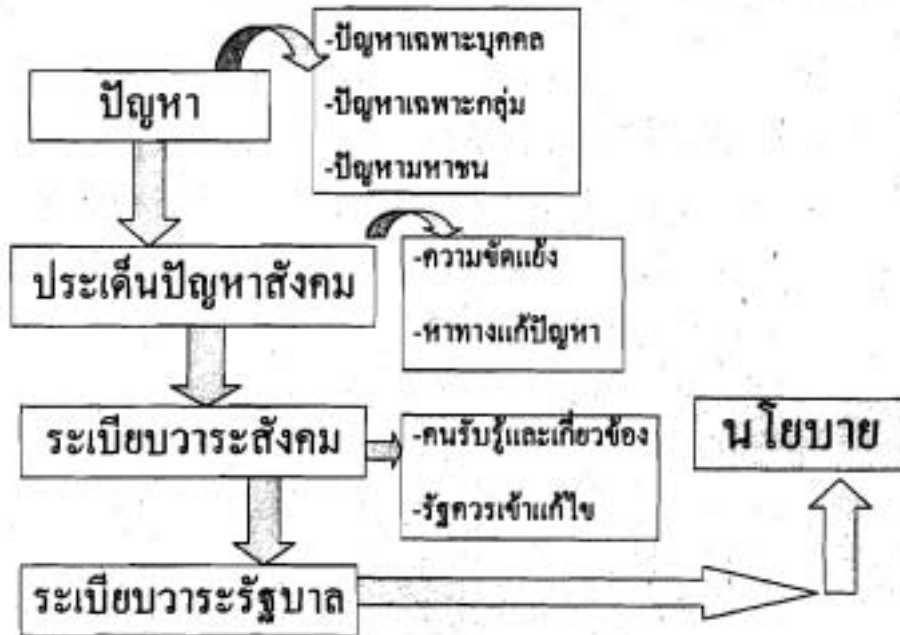 -ปัญหาเฉพาะบุคคล
ปัญหา
-ปัญหาเฉพาะกลุ่ม
-ปัญหามหาชน
ประเด็นปัญหาสังคม
-ความขัดแย้ง
-หาทางแก้ปัญหา
ระเบียบวาระสังคม
-คนรับรู้และเกี่ยวข้อง
-รัฐควรเข้าแก้ไข
นโยบาย
ระเบียบวาระรัฐบาล